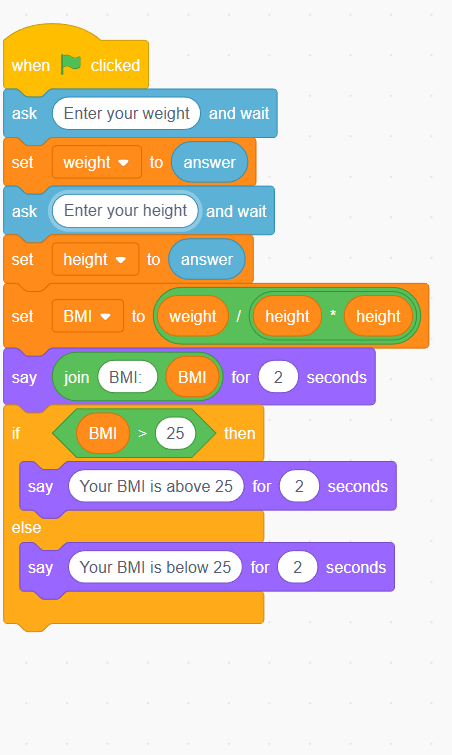 when clicked
ask Enter your weight and wait
set weight to answer
ask Enter your height and wait
set height to answer
set BMI to weight / height * height
say join BMI: BMI for 2 seconds
if BMI > 25 then
say Your BMI is above 25 for 2 seconds
else
say Your BMI is below 25 for 2 seconds